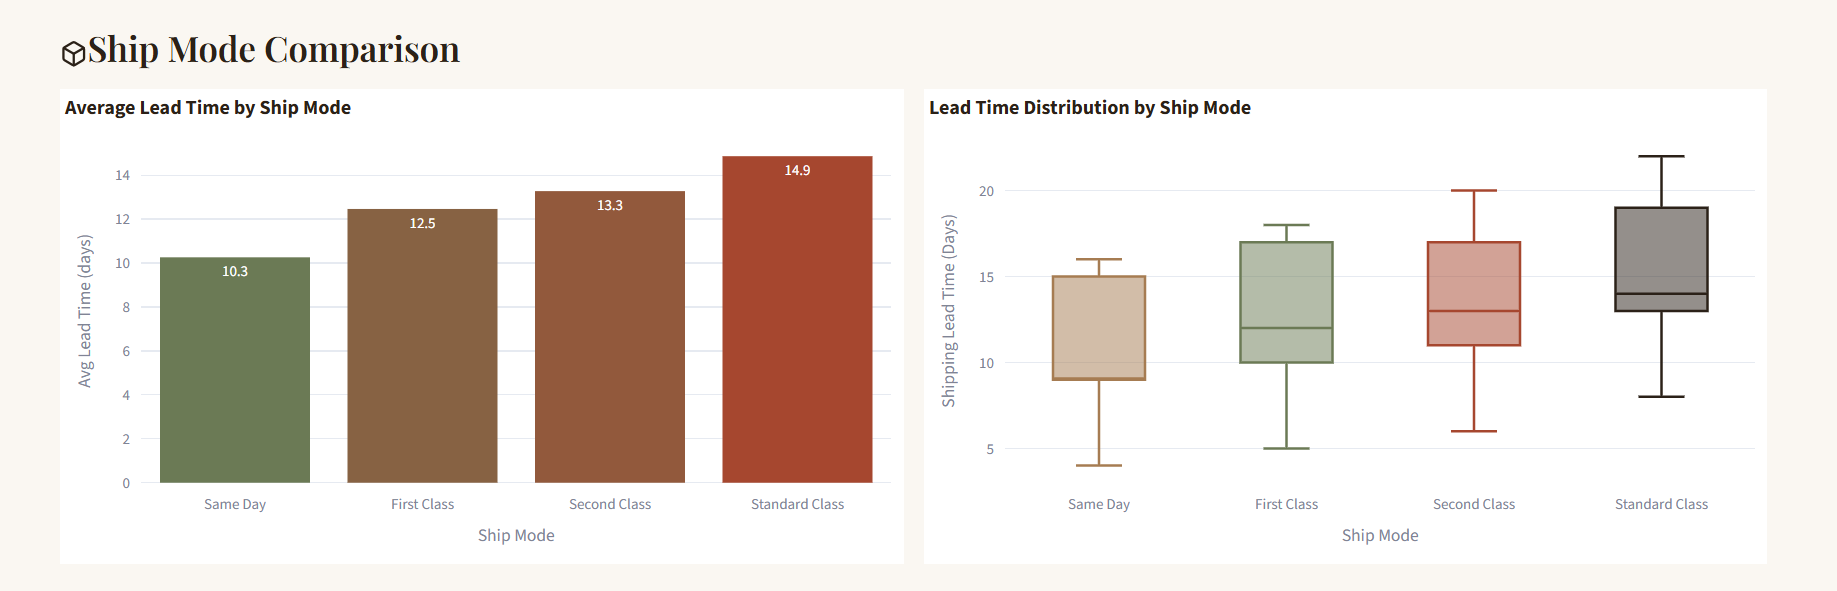 Ship Mode Comparison
Average Lead Time by Ship Mode
14
12
10
8
6
4
2
0
Avg Lead Time (days)
10.3
12.5
13.3
14.9
Same Day
First Class
Second Class
Standard Class
Ship Mode
Lead Time Distribution by Ship Mode
20
15
10
5
Shipping Lead Time (Days)
Same Day
First Class
Second Class
Standard Class
Ship Mode